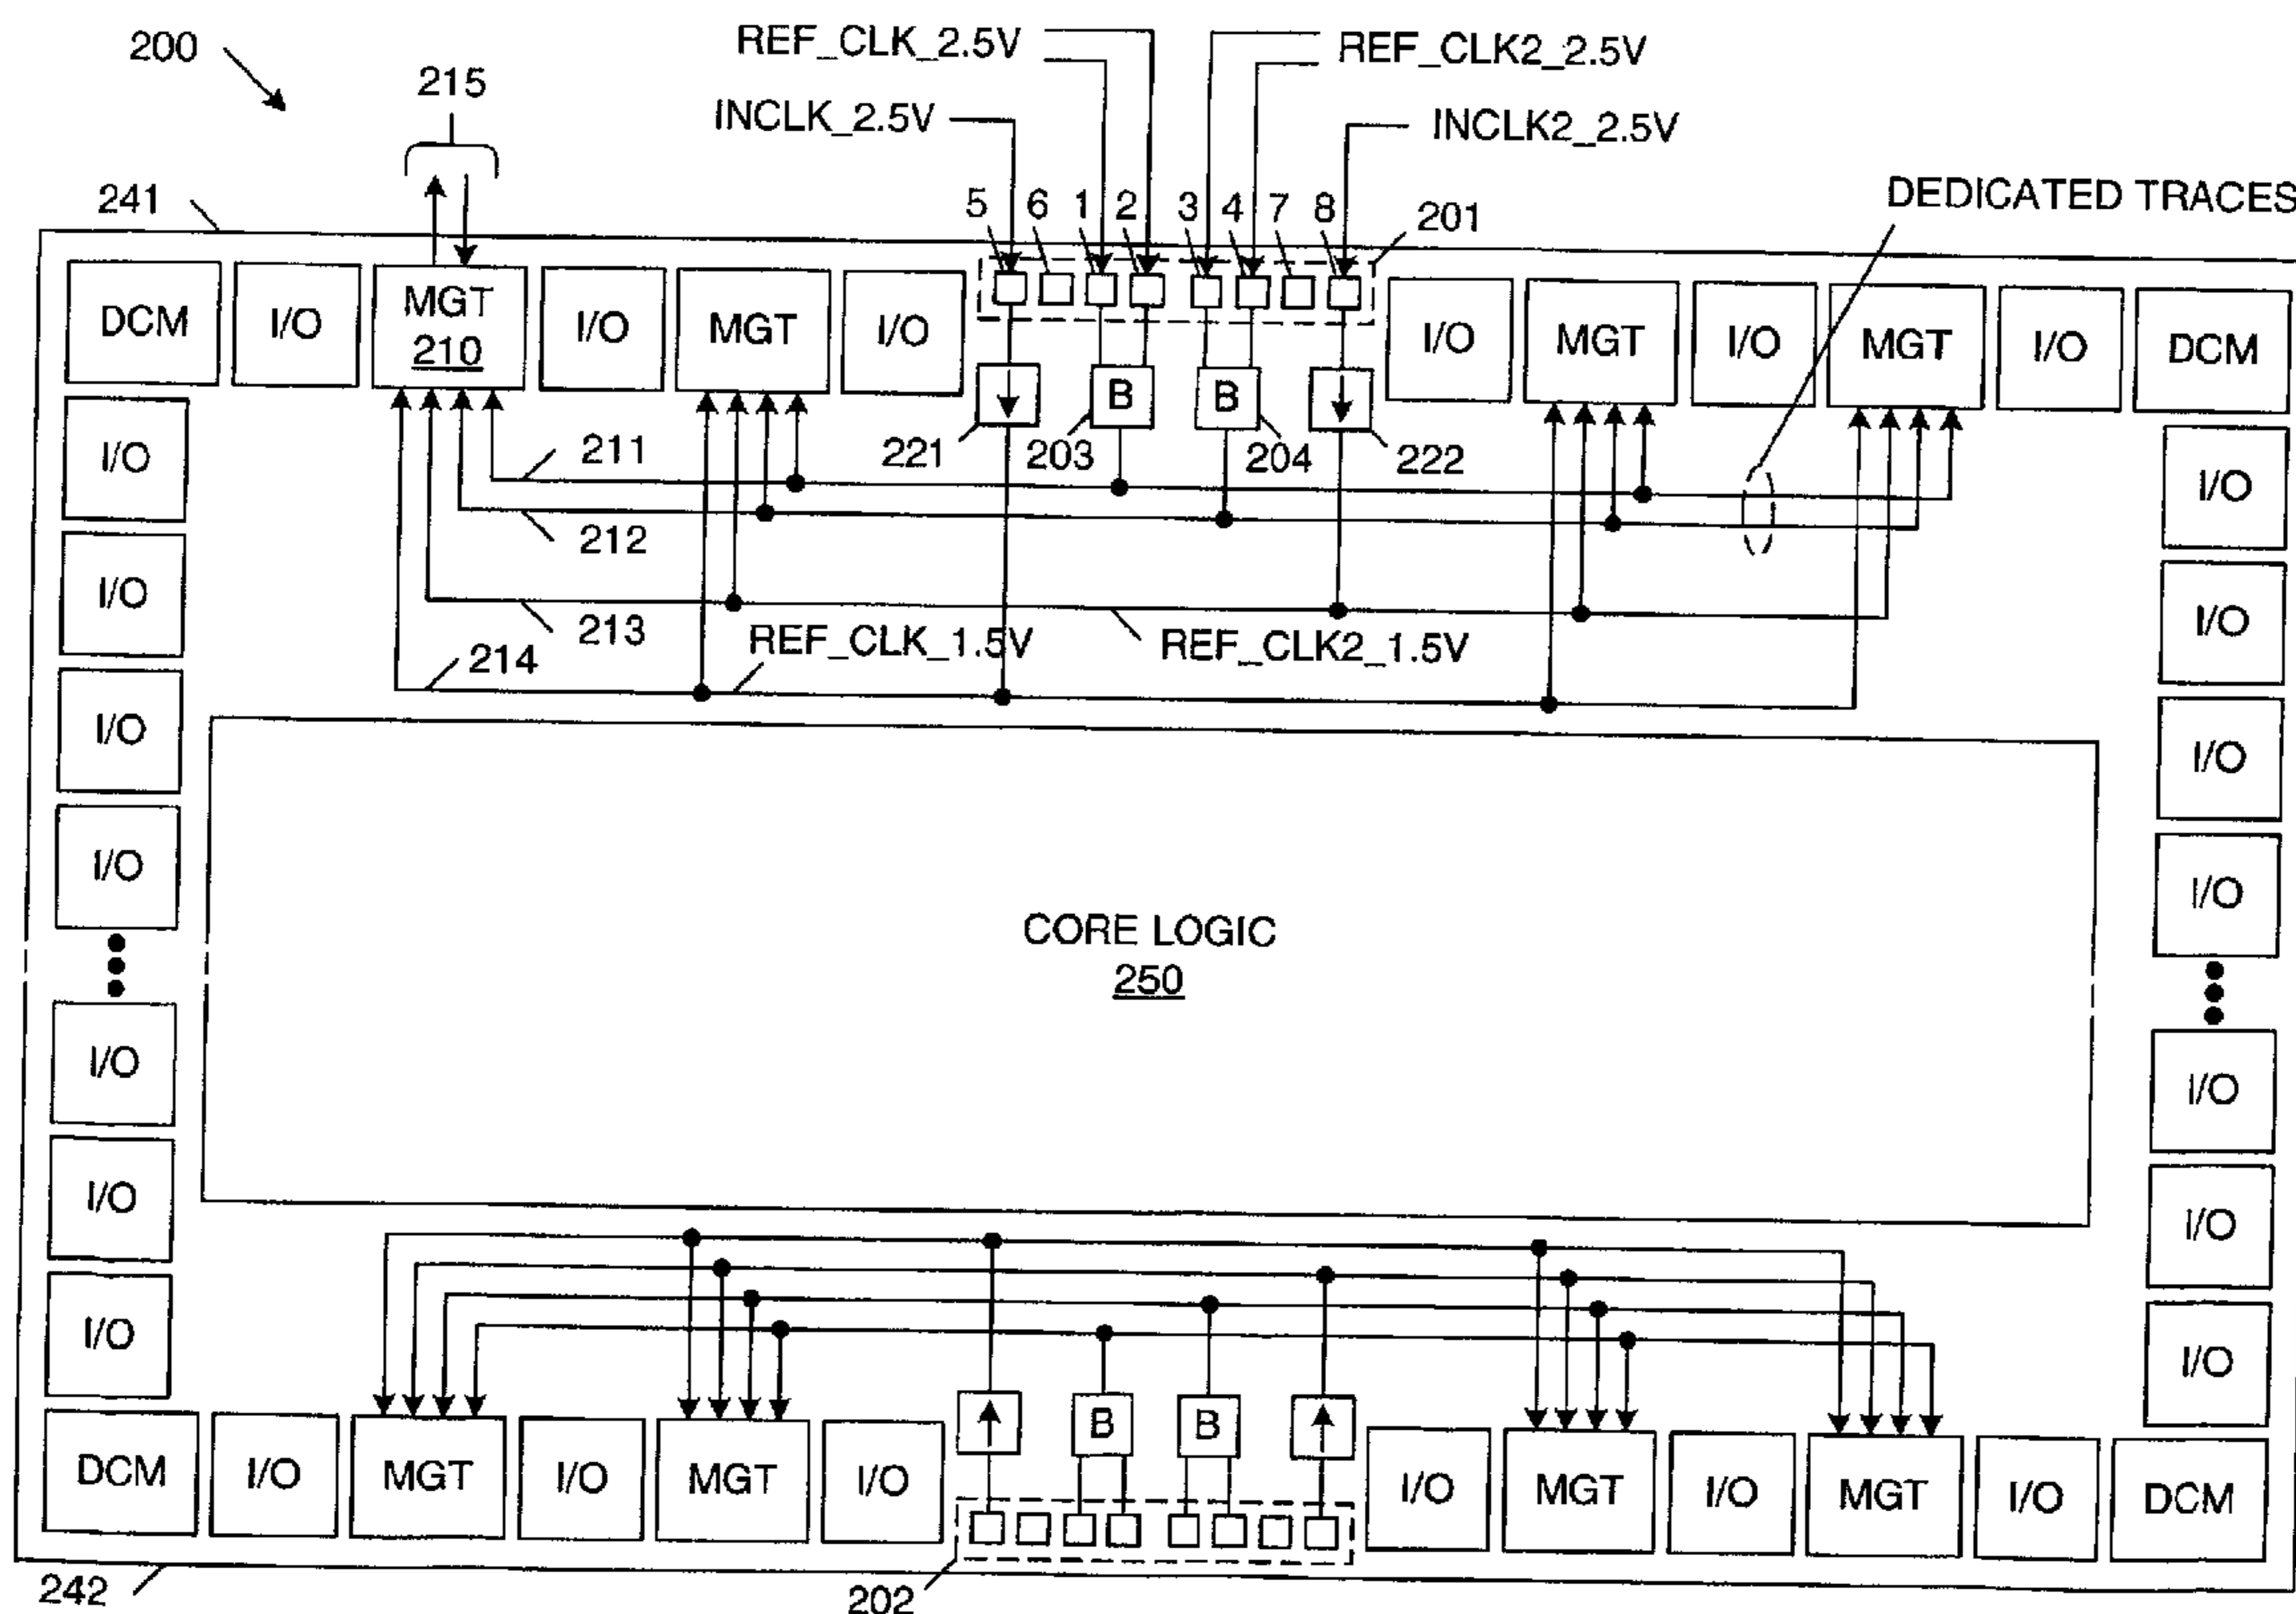 200
215
REF_CLK_2.5V
REF_CLK2_2.5V
INCLK_2.5V
INCLK2_2.5V
241
5 6 1 2 3 4 7 8
201
DEDICATED TRACES
DCM I/O MGT I/O MGT I/O I/O MGT I/O MGT I/O DCM
210
B B
221 203 204 222
I/O
I/O
211
212
I/O
I/O
213
REF_CLK_1.5V
REF_CLK2_1.5V
214
I/O
I/O
I/O
I/O
CORE LOGIC
250
I/O
I/O
I/O
I/O
I/O
I/O
B B
DCM I/O MGT I/O MGT I/O I/O MGT I/O MGT I/O DCM
242
202